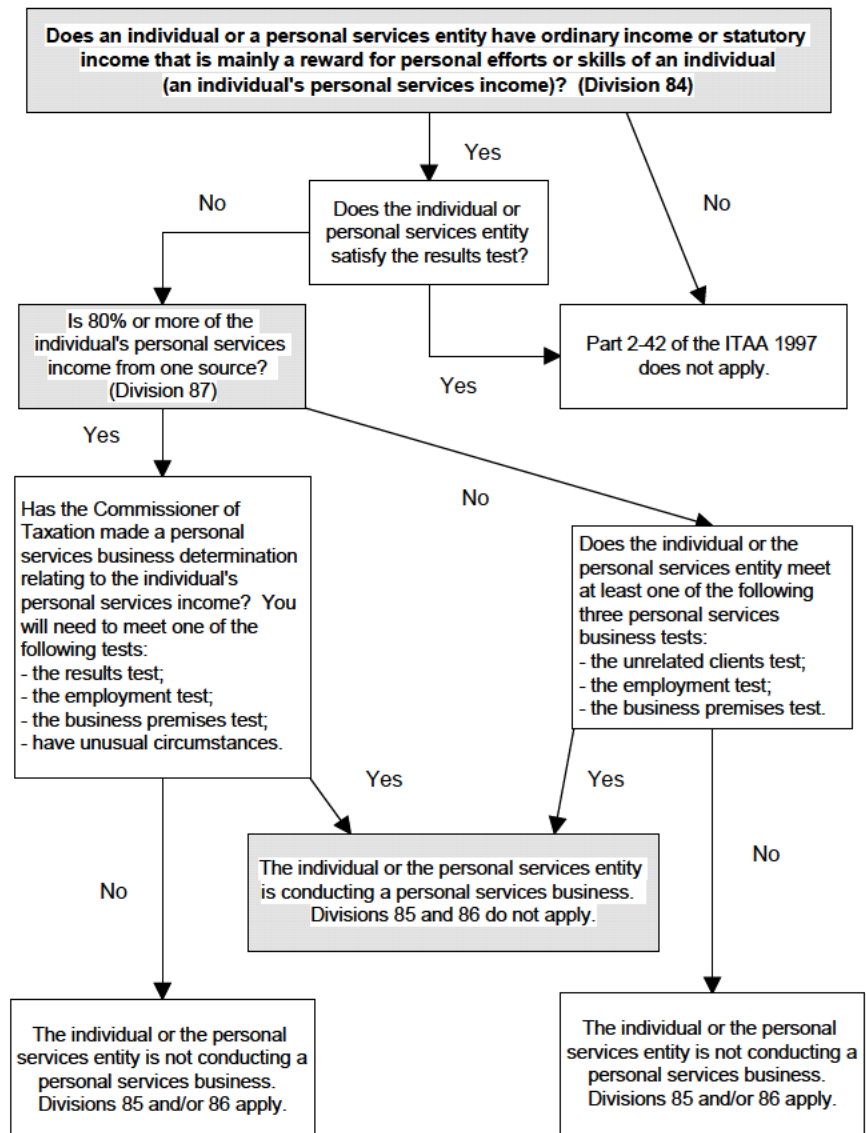 Does an individual or a personal services entity have ordinary income or statutory
income that is mainly a reward for personal efforts or skills of an individual
(an individual's personal services income)? (Division 84)
Yes
No
No
Does the individual or
personal services entity
satisfy the results test?
Is 80% or more of the
individual's personal services
income from one source?
(Division 87)
Part 2-42 of the ITAA 1997
does not apply.
Yes
Yes
No
Has the Commissioner of
Taxation made a personal
services business determination
relating to the individual's
personal services income? You
will need to meet one of the
following tests:
- the results test;
- the employment test;
- the business premises test;
- have unusual circumstances.
Does the individual or the
personal services entity meet
at least one of the following
three personal services
business tests:
- the unrelated clients test;
- the employment test;
- the business premises test.
Yes
Yes
No
No
The individual or the personal services entity
is conducting a personal services business.
Divisions 85 and 86 do not apply.
The individual or the personal
services entity is not conducting a
personal services business.
Divisions 85 and/or 86 apply.
The individual or the personal
services entity is not conducting a
personal services business.
Divisions 85 and/or 86 apply.